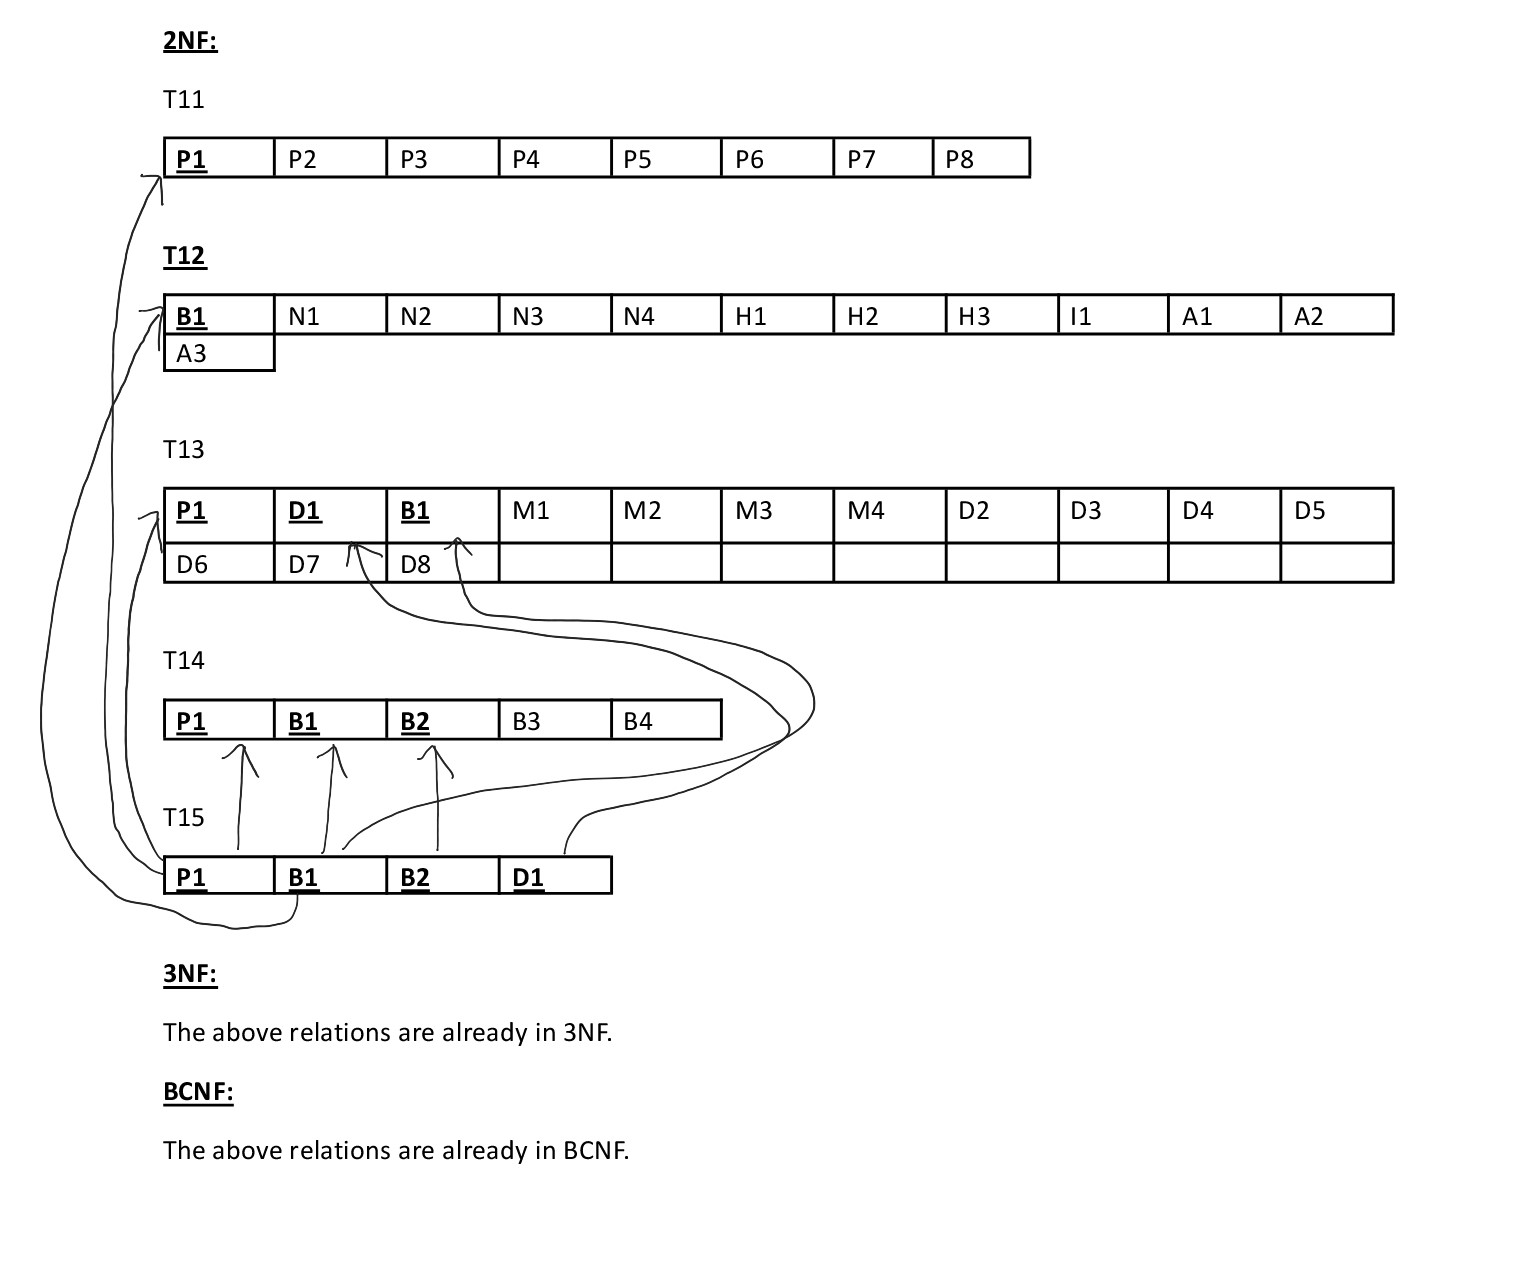 2NF:
T11
P1 P2 P3 P4 P5 P6 P7 P8
T12
B1 N1 N2 N3 N4 H1 H2 H3 I1 A1 A2
A3
T13
P1 D1 B1 M1 M2 M3 M4 D2 D3 D4 D5
D6 D7 D8
T14
P1 B1 B2 B3 B4
T15
P1 B1 B2 D1
3NF:
The above relations are already in 3NF.
BCNF:
The above relations are already in BCNF.